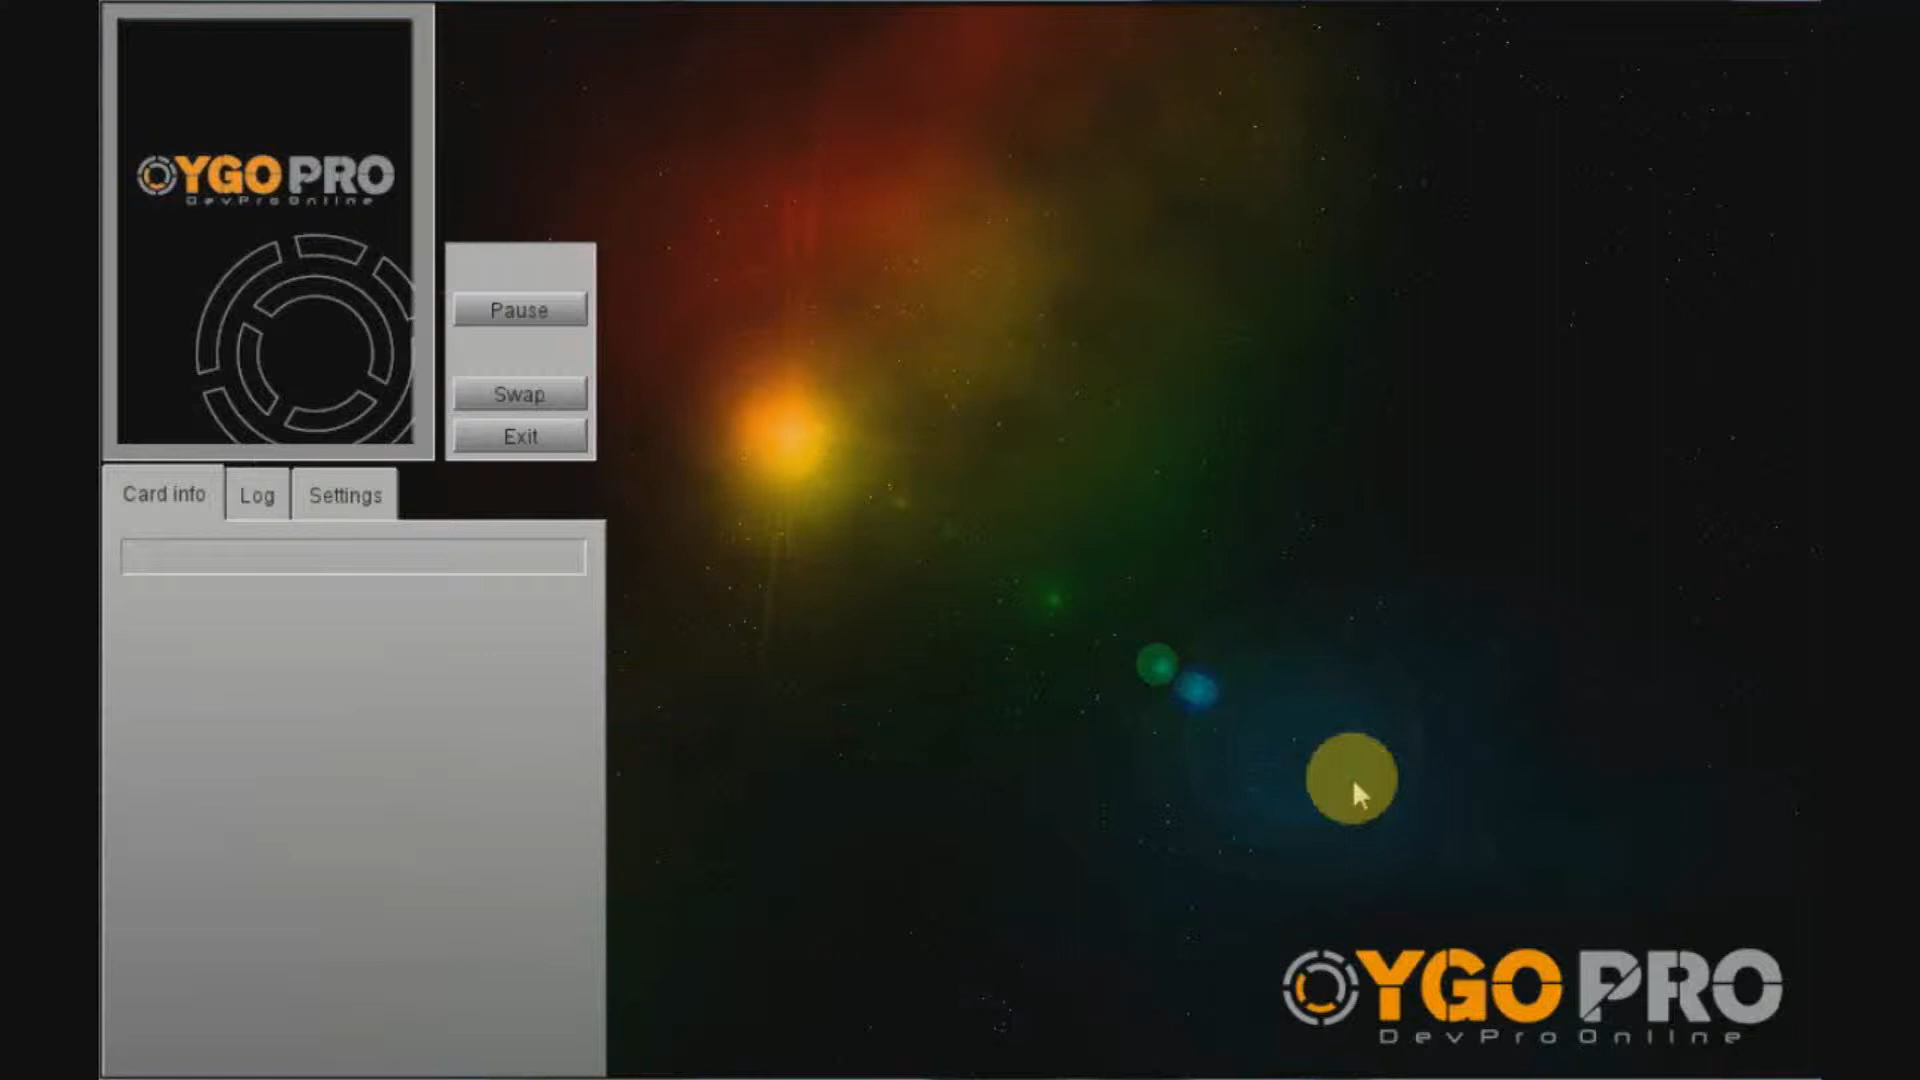 YGO PRO
DevProOnline
Pause
Swap
Exit
Card info
Log
Settings
YGO PRO
DevProOnline